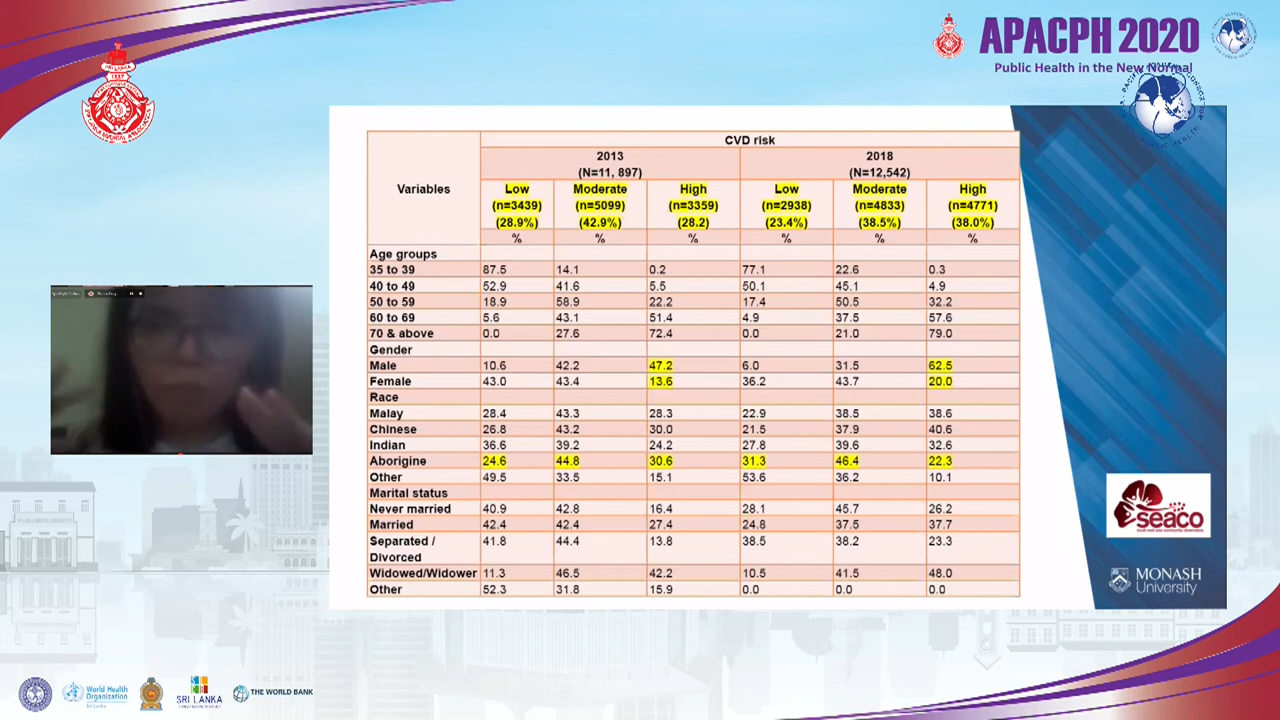 APACPH 2020
Public Health in the New Normal
Variables
CVD risk
2013
(N=11, 897)
2018
(N=12,542)
Low
(n=3439)
(28.9%)
Moderate
(n=5099)
(42.9%)
High
(n=3359)
(28.2)
Low
(n=2938)
(23.4%)
Moderate
(n=4833)
(38.5%)
High
(n=4771)
(38.0%)
% % % % % %
Age groups
35 to 39 87.5 14.1 0.2 77.1 22.6 0.3
40 to 49 52.9 41.6 5.5 50.1 45.1 4.9
50 to 59 18.9 58.9 22.2 17.4 50.5 32.2
60 to 69 5.6 43.1 51.4 4.9 37.5 57.6
70 & above 0.0 27.6 72.4 0.0 21.0 79.0
Gender
Male 10.6 42.2 47.2 6.0 31.5 62.5
Female 43.0 43.4 13.6 36.2 43.7 20.0
Race
Malay 28.4 43.3 28.3 22.9 38.5 38.6
Chinese 26.8 43.2 30.0 21.5 37.9 40.6
Indian 36.6 39.2 24.2 27.8 39.6 32.6
Aborigine 24.6 44.8 30.6 31.3 46.4 22.3
Other 49.5 33.5 15.1 53.6 36.2 10.1
Marital status
Never married 40.9 42.8 16.4 28.1 45.7 26.2
Married 42.4 42.4 27.4 24.8 37.5 37.7
Separated / 41.8 44.4 13.8 38.5 38.2 23.3
Divorced
Widowed/Widower 11.3 46.5 42.2 10.5 41.5 48.0
Other 52.3 31.8 15.9 0.0 0.0 0.0
seaco
MONASH
University
World Health
Organization
Sri Lanka
SRI LANKA
THE WORLD BANK